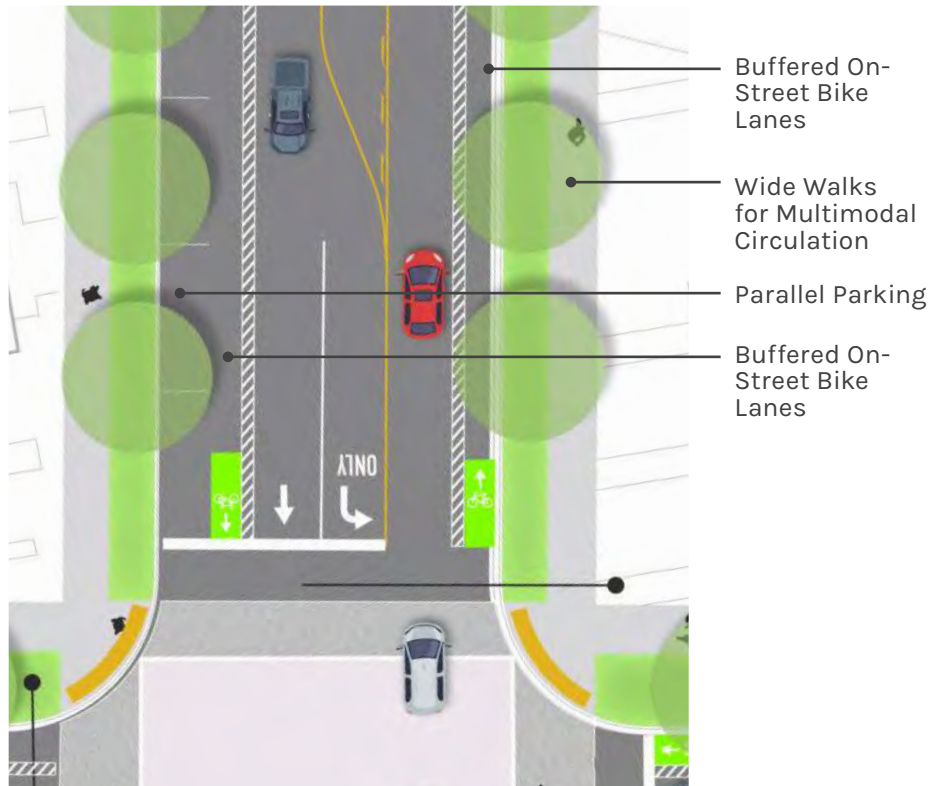 Buffered On-
Street Bike
Lanes
Wide Walks
for Multimodal
Circulation
Parallel Parking
Buffered On-
Street Bike
Lanes
ONLY